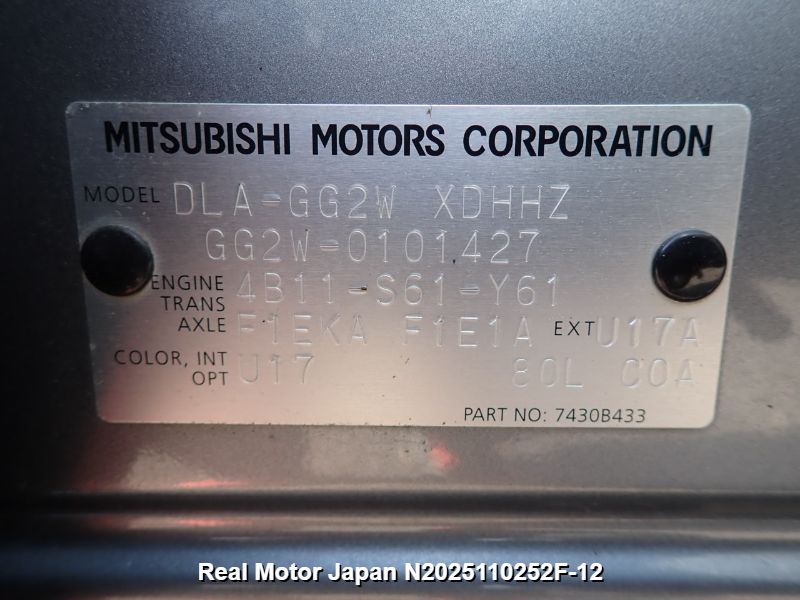 MITSUBISHI MOTORS CORPORATION
MODEL DLA-GG2W XDHHZ
GG2W-0101427
ENGINE 4B11-S61-Y61
TRANS
AXLE F1EKA F1E1A EXT U17A
COLOR, INT
OPT U17 80L C0A
PART NO: 7430B433
Real Motor Japan N2025110252F-12